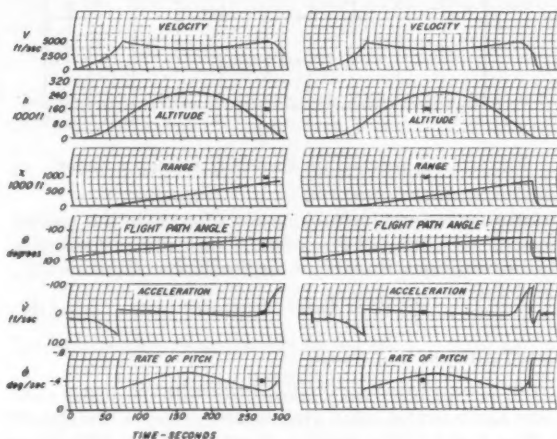 VELOCITY VELOCITY
V
ft/sec
5000
2500
0
h
1000ft
320
240
160
80
0
ALTITUDE ALTITUDE
x
1000 ft
1000
500
0
RANGE RANGE
θ
degrees
-100
0
100
FLIGHT PATH ANGLE FLIGHT PATH ANGLE
V̇
ft/sec
-100
0
100
ACCELERATION ACCELERATION
θ̇
deg/sec
-.8
-.4
0
RATE OF PITCH RATE OF PITCH
0 50 100 150 200 250 300
TIME-SECONDS